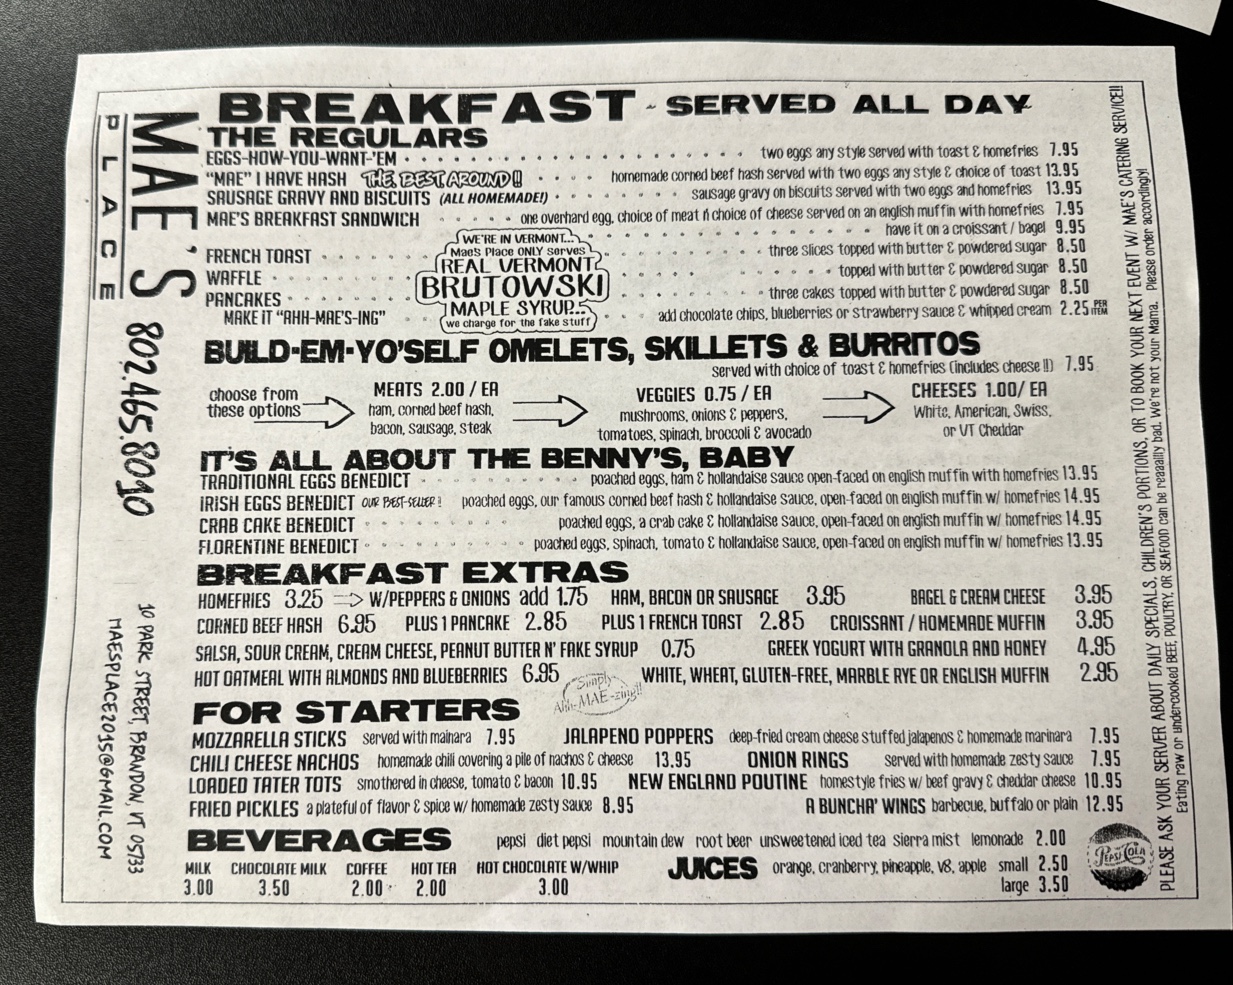 BREAKFAST - SERVED ALL DAY
THE REGULARS
EGGS-HOW-YOU-WANT-'EM two eggs any style served with toast & homefries 7.95
"MAE" I HAVE HASH THE BEST AROUND!! homemade corned beef hash served with two eggs any style & choice of toast 13.95
SAUSAGE GRAVY AND BISCUITS (ALL HOMEMADE!) sausage gravy on biscuits served with two eggs and homefries 13.95
MAE'S BREAKFAST SANDWICH one overhard egg, choice of meat n' choice of cheese served on an english muffin with homefries 7.95
have it on a croissant / bagel 9.95
FRENCH TOAST three slices topped with butter & powdered sugar 8.50
WAFFLE topped with butter & powdered sugar 8.50
PANCAKES three cakes topped with butter & powdered sugar 8.50
MAKE IT "AHH-MAE'S-ING" add chocolate chips, blueberries or strawberry sauce & whipped cream 2.25 PER ITEM
WE'RE IN VERMONT...
Mae's Place ONLY serves
REAL VERMONT
BRUTOWSKI
MAPLE SYRUP...
we charge for the fake stuff
BUILD-EM-YO'SELF OMELETS, SKILLETS & BURRITOS
served with choice of toast & homefries (includes cheese !!) 7.95
choose from
these options
MEATS 2.00 / EA
ham, corned beef hash,
bacon, sausage, steak
VEGGIES 0.75 / EA
mushrooms, onions & peppers,
tomatoes, spinach, broccoli & avocado
CHEESES 1.00/ EA
White, American, Swiss,
or VT Cheddar
IT'S ALL ABOUT THE BENNY'S, BABY
TRADITIONAL EGGS BENEDICT poached eggs, ham & hollandaise sauce open-faced on english muffin with homefries 13.95
IRISH EGGS BENEDICT OUR BEST-SELLER! poached eggs, our famous corned beef hash & hollandaise sauce, open-faced on english muffin w/ homefries 14.95
CRAB CAKE BENEDICT poached eggs, a crab cake & hollandaise sauce, open-faced on english muffin w/ homefries 14.95
FLORENTINE BENEDICT poached eggs, spinach, tomato & hollandaise sauce, open-faced on english muffin w/ homefries 13.95
BREAKFAST EXTRAS
HOMEFRIES 3.25 W/PEPPERS & ONIONS add 1.75 HAM, BACON OR SAUSAGE 3.95 BAGEL & CREAM CHEESE 3.95
CORNED BEEF HASH 6.95 PLUS 1 PANCAKE 2.85 PLUS 1 FRENCH TOAST 2.85 CROISSANT / HOMEMADE MUFFIN 3.95
SALSA, SOUR CREAM, CREAM CHEESE, PEANUT BUTTER N' FAKE SYRUP 0.75 GREEK YOGURT WITH GRANOLA AND HONEY 4.95
HOT OATMEAL WITH ALMONDS AND BLUEBERRIES 6.95 WHITE, WHEAT, GLUTEN-FREE, MARBLE RYE OR ENGLISH MUFFIN 2.95
Simply
Ahh-MAE-zing!!
FOR STARTERS
MOZZARELLA STICKS served with mainara 7.95 JALAPENO POPPERS deep-fried cream cheese stuffed jalapenos & homemade marinara 7.95
CHILI CHEESE NACHOS homemade chili covering a pile of nachos & cheese 13.95 ONION RINGS served with homemade zesty sauce 7.95
LOADED TATER TOTS smothered in cheese, tomato & bacon 10.95 NEW ENGLAND POUTINE homestyle fries w/ beef gravy & cheddar cheese 10.95
FRIED PICKLES a plateful of flavor & spice w/ homemade zesty sauce 8.95 A BUNCHA' WINGS barbecue, buffalo or plain 12.95
BEVERAGES pepsi diet pepsi mountain dew root beer unsweetened iced tea sierra mist lemonade 2.00
MILK CHOCOLATE MILK COFFEE HOT TEA HOT CHOCOLATE W/WHIP
3.00 3.50 2.00 2.00 3.00
JUICES orange, cranberry, pineapple, v8, apple small 2.50
large 3.50
PEPSI COLA
MAE'S
PLACE
802.465.8030
10 PARK STREET, BRANDON, VT 05733
MAESPLACE2015@GMAIL.COM
PLEASE ASK YOUR SERVER ABOUT DAILY SPECIALS, CHILDREN'S PORTIONS, OR TO BOOK YOUR NEXT EVENT W/ MAE'S CATERING SERVICE!!
Eating raw or undercooked BEEF, POULTRY, or SEAFOOD can be reaaallly bad. We're not your Mama. Please order accordingly!